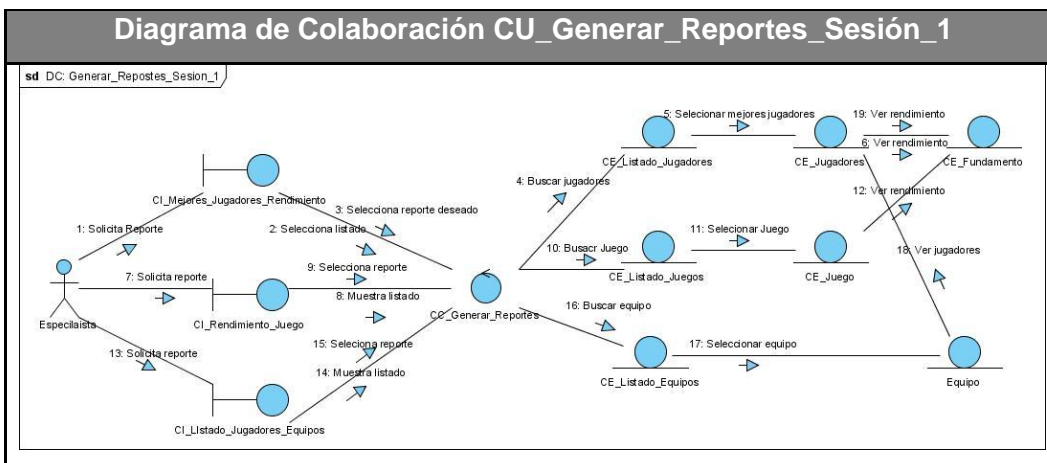 Diagrama de Colaboración CU_Generar_Reportes_Sesión_1
sd DC: Generar_Repostes_Sesion_1
5: Selecionar mejores jugadores
19: Ver rendimiento
6: Ver rendimiento
CE_Listado_Jugadores
CE_Jugadores
CE_Fundamento
4: Buscar jugadores
CI_Mejores_Jugadores_Rendimiento
12: Ver rendimiento
3: Selecciona reporte deseado
1: Solicita Reporte
2: Selecciona listado
11: Selecionar Juego
10: Busacr Juego
18: Ver jugadores
9: Selecciona reporte
7: Solicita reporte
CE_Listado_Juegos
CE_Juego
8: Muestra listado
16: Buscar equipo
CC_Generar_Reportes
Especilaista
CI_Rendimiento_Juego
15: Seleciona reporte
17: Seleccionar equipo
13: Solicita reporte
14: Muestra listado
CE_Listado_Equipos
Equipo
CI_LIstado_Jugadores_Equipos